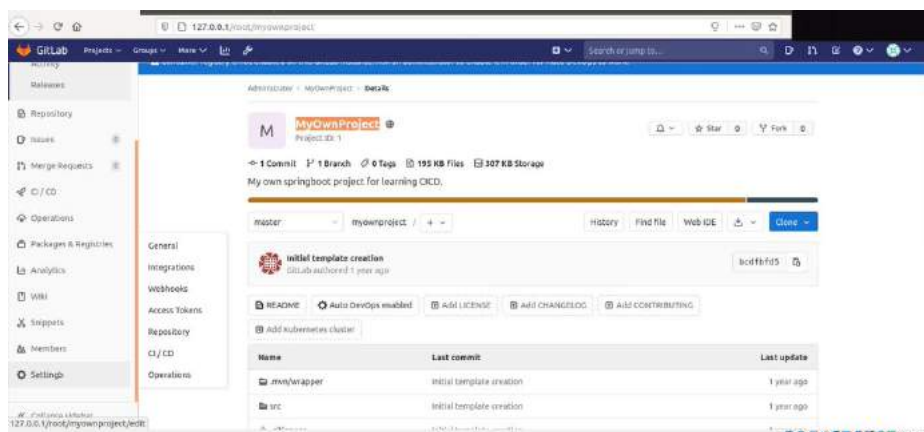 127.0.0.1/root/myownproject
GitLab Projects Groups More Search or jump to...
Activity
Releases
Administrator > MyOwnProject > Details
Repository
M MyOwnProject
Project ID: 1
Star 0 Fork 0
Issues
Merge Requests
1 Commit 1 Branch 0 Tags 195 KB Files 307 KB Storage
My own springboot project for learning CICD.
CI / CD
Operations
master myownproject / + History Find file Web IDE Clone
Packages & Registries
General
Initial template creation
GitLab authored 1 year ago
bcdfbfd5
Analytics
Integrations
Webhooks
Wiki
Access Tokens
README Auto DevOps enabled Add LICENSE Add CHANGELOG Add CONTRIBUTING
Snippets
Repository
Add Kubernetes cluster
Members
CI / CD
Name Last commit Last update
Settings
Operations
.mvn/wrapper Initial template creation 1 year ago
src Initial template creation 1 year ago
Collapse sidebar
127.0.0.1/root/myownproject/edit